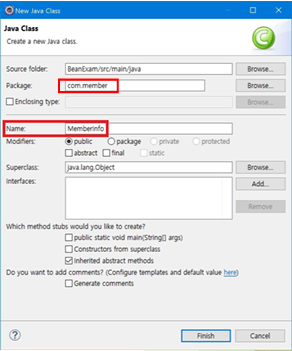 New Java Class
Java Class
Create a new Java class.
Source folder: BeanExam/src/main/java Browse...
Package: com.member Browse...
Enclosing type: Browse...
Name: MemberInfo
Modifiers: public package private protected
abstract final static
Superclass: java.lang.Object Browse...
Interfaces: Add...
Remove
Which method stubs would you like to create?
public static void main(String[] args)
Constructors from superclass
Inherited abstract methods
Do you want to add comments? (Configure templates and default value here)
Generate comments
? Finish Cancel